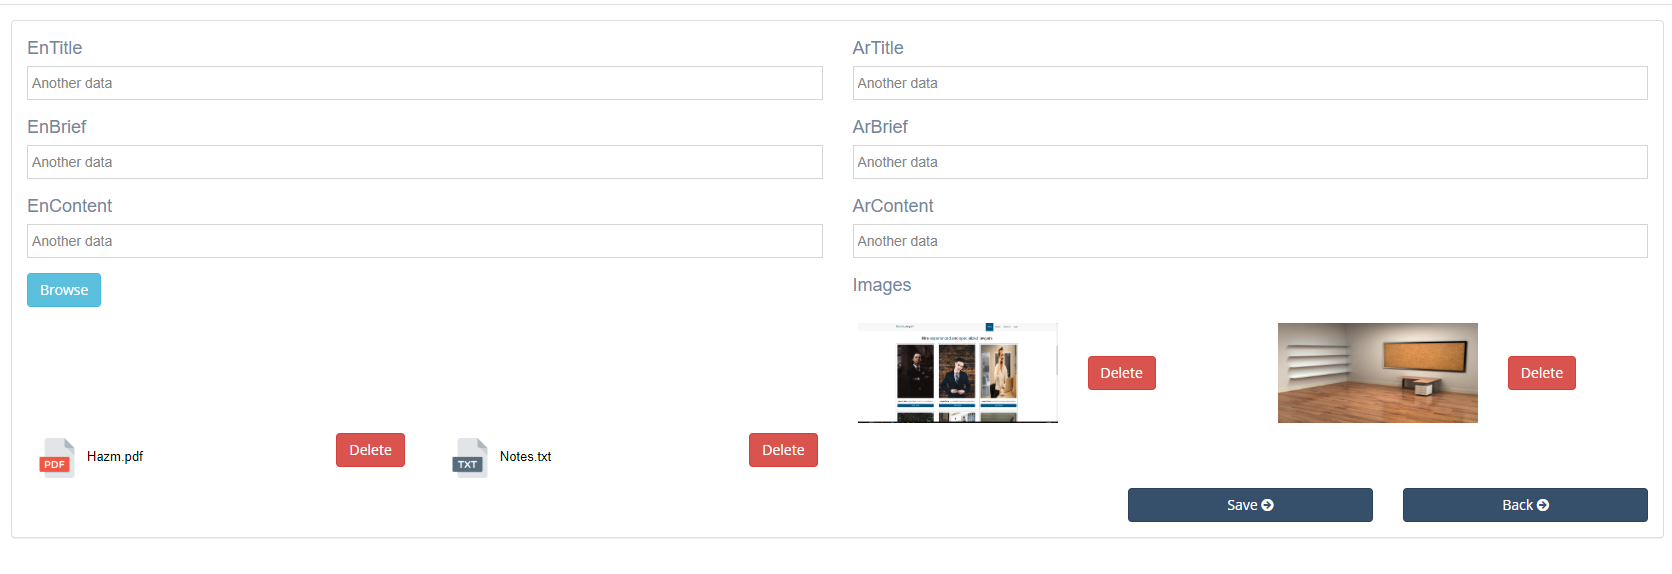 EnTitle
ArTitle
Another data
Another data
EnBrief
ArBrief
Another data
Another data
EnContent
ArContent
Another data
Another data
Browse
Images
Delete
Delete
PDF
Hazm.pdf
Delete
TXT
Notes.txt
Delete
Save
Back